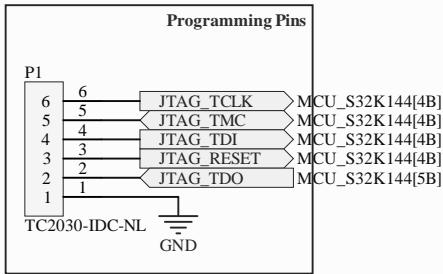 Programming Pins
P1
6 6 JTAG_TCLK MCU_S32K144[4B]
5 5 JTAG_TMC MCU_S32K144[4B]
4 4 JTAG_TDI MCU_S32K144[4B]
3 3 JTAG_RESET MCU_S32K144[4B]
2 2 JTAG_TDO MCU_S32K144[5B]
1 1
TC2030-IDC-NL
GND